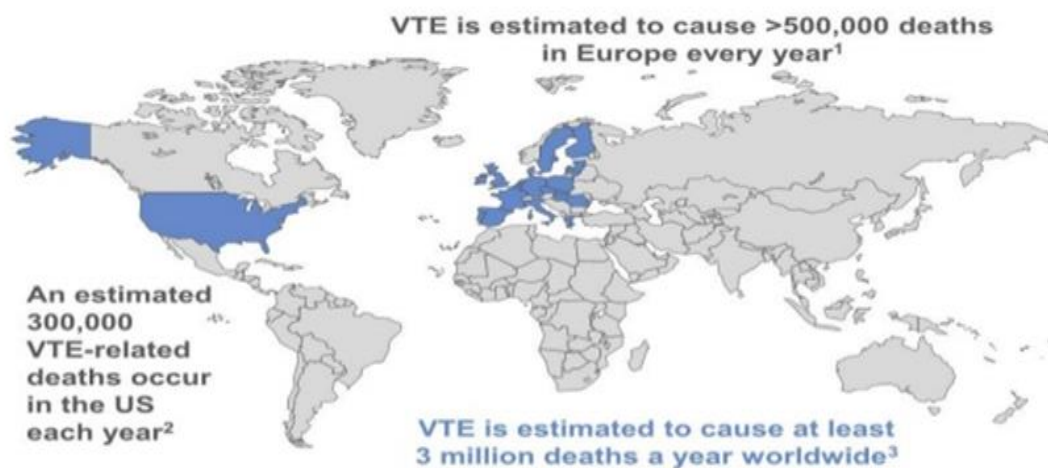 VTE is estimated to cause >500,000 deaths
in Europe every year¹
An estimated
300,000
VTE-related
deaths occur
in the US
each year²
VTE is estimated to cause at least
3 million deaths a year worldwide³